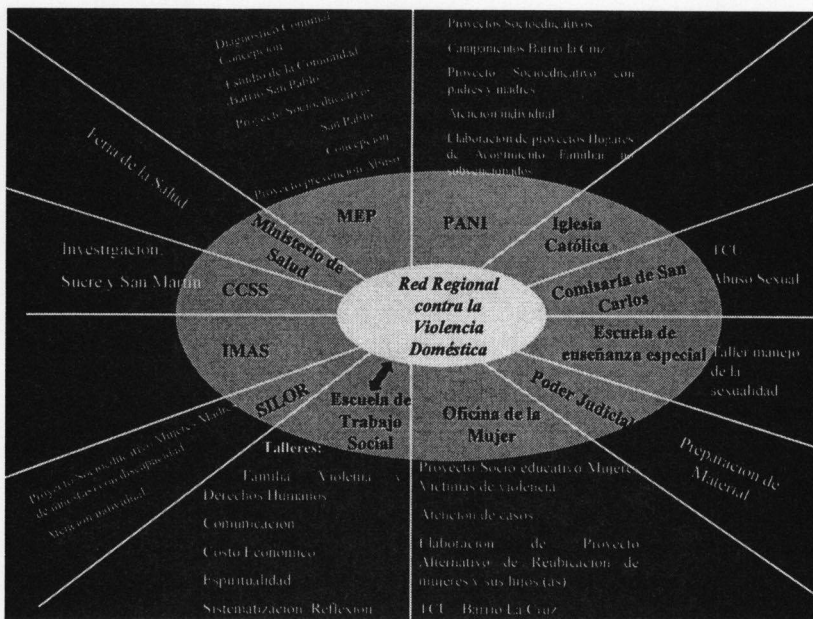 Diagnóstico Comunal
Concepción
Estudio de la Comunidad
Barrio San Pablo
Proyecto Socioeducativos
San Pablo
Concepción
Proyecto prevención Abuso
Proyectos Socioeducativos
Campamentos Barrio la Cruz
Proyecto Socioeducativo con
padres y madres
Atención individual
Elaboración de proyectos Hogares
de Acogimiento Familiar no
subvencionados
Feria de la Salud
Investigación:
Sucre y San Martín
MEP
PANI
Ministerio de
Salud
Iglesia
Católica
CCSS
Comisaría de San
Carlos
Red Regional
contra la
Violencia
Doméstica
IMAS
Escuela de
enseñanza especial
SILOR
Escuela de
Trabajo
Social
Oficina de la
Mujer
Poder Judicial
TCU
Abuso Sexual
Taller manejo
de la
sexualidad
Preparación de
Material
Proyecto Socioeducativo Mujeres Madres
de niños(as) con discapacidad
Atención individual
Talleres:
Familia Violenta y
Derechos Humanos
Comunicación
Costo Económico
Espiritualidad
Sistematización Reflexión
Proyecto Socio educativo Mujeres
Víctimas de violencia
Atención de casos
Elaboración de Proyecto
Alternativo de Reubicación de
mujeres y sus hijos (as)
TCU Barrio La Cruz